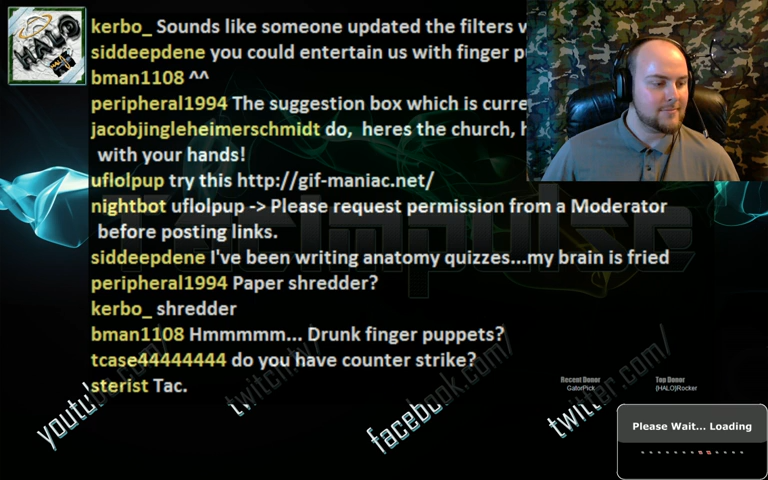 HALO
kerbo_ Sounds like someone updated the filters
siddeepdene you could entertain us with finger
bman1108 ^^
peripheral1994 The suggestion box which is
jacobjingleheimerschmidt do, heres the church,
with your hands!
uflolpup try this http://gif-maniac.net/
nightbot uflolpup -> Please request permission from a Moderator
before posting links.
siddeepdene I've been writing anatomy quizzes...my brain is fried
peripheral1994 Paper shredder?
kerbo_ shredder
bman1108 Hmmmmm... Drunk finger puppets?
tcase44444444 do you have counter strike?
sterist Tac.
TacImpulse
twitch.tv/
facebook.com/
twitter.com/
Recent Donor
GatorPick
Top Donor
(HALO)Rocker
Please Wait... Loading